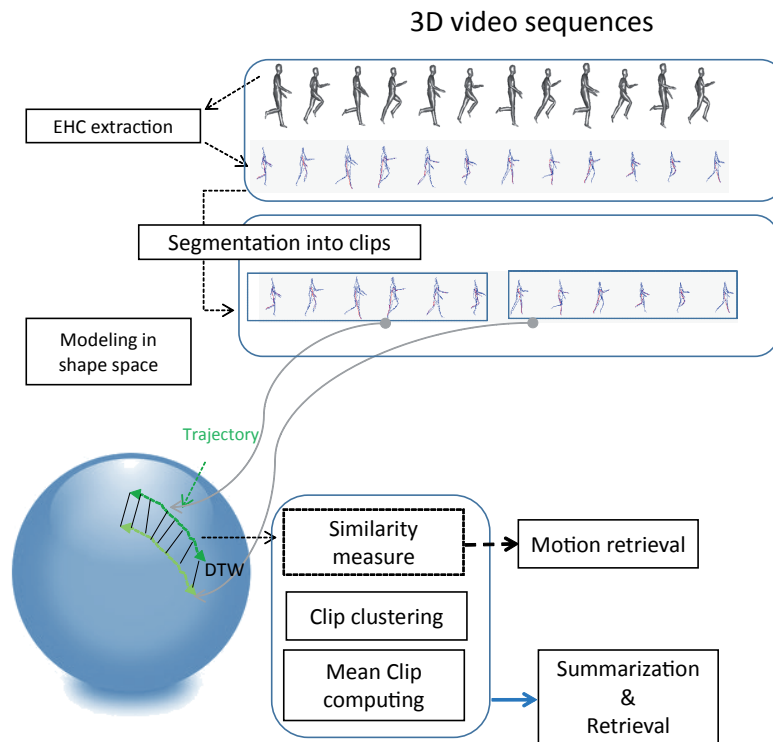 3D video sequences
EHC extraction
Segmentation into clips
Modeling in
shape space
Trajectory
DTW
Similarity
measure
Motion retrieval
Clip clustering
Mean Clip
computing
Summarization
&
Retrieval